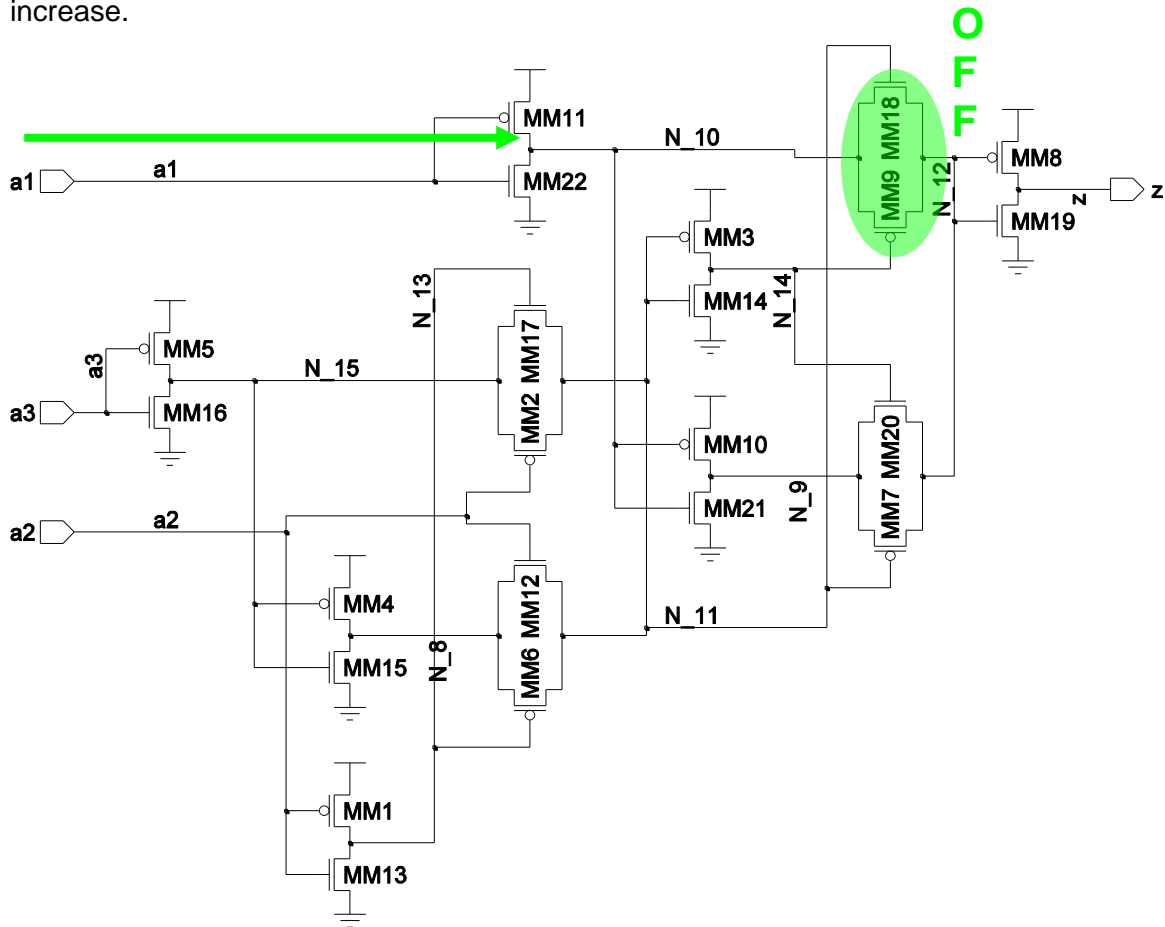 increase.
O
F
F
MM11
MM22
a1
a1
N_10
MM9 MM18
N_12
MM8
z
z
MM19
MM3
MM14
N_14
N_13
MM5
a3
N_15
MM2 MM17
a3
MM16
MM10
MM21
N_9
MM7 MM20
a2
a2
MM4
MM15
N_8
MM6 MM12
N_11
MM1
MM13